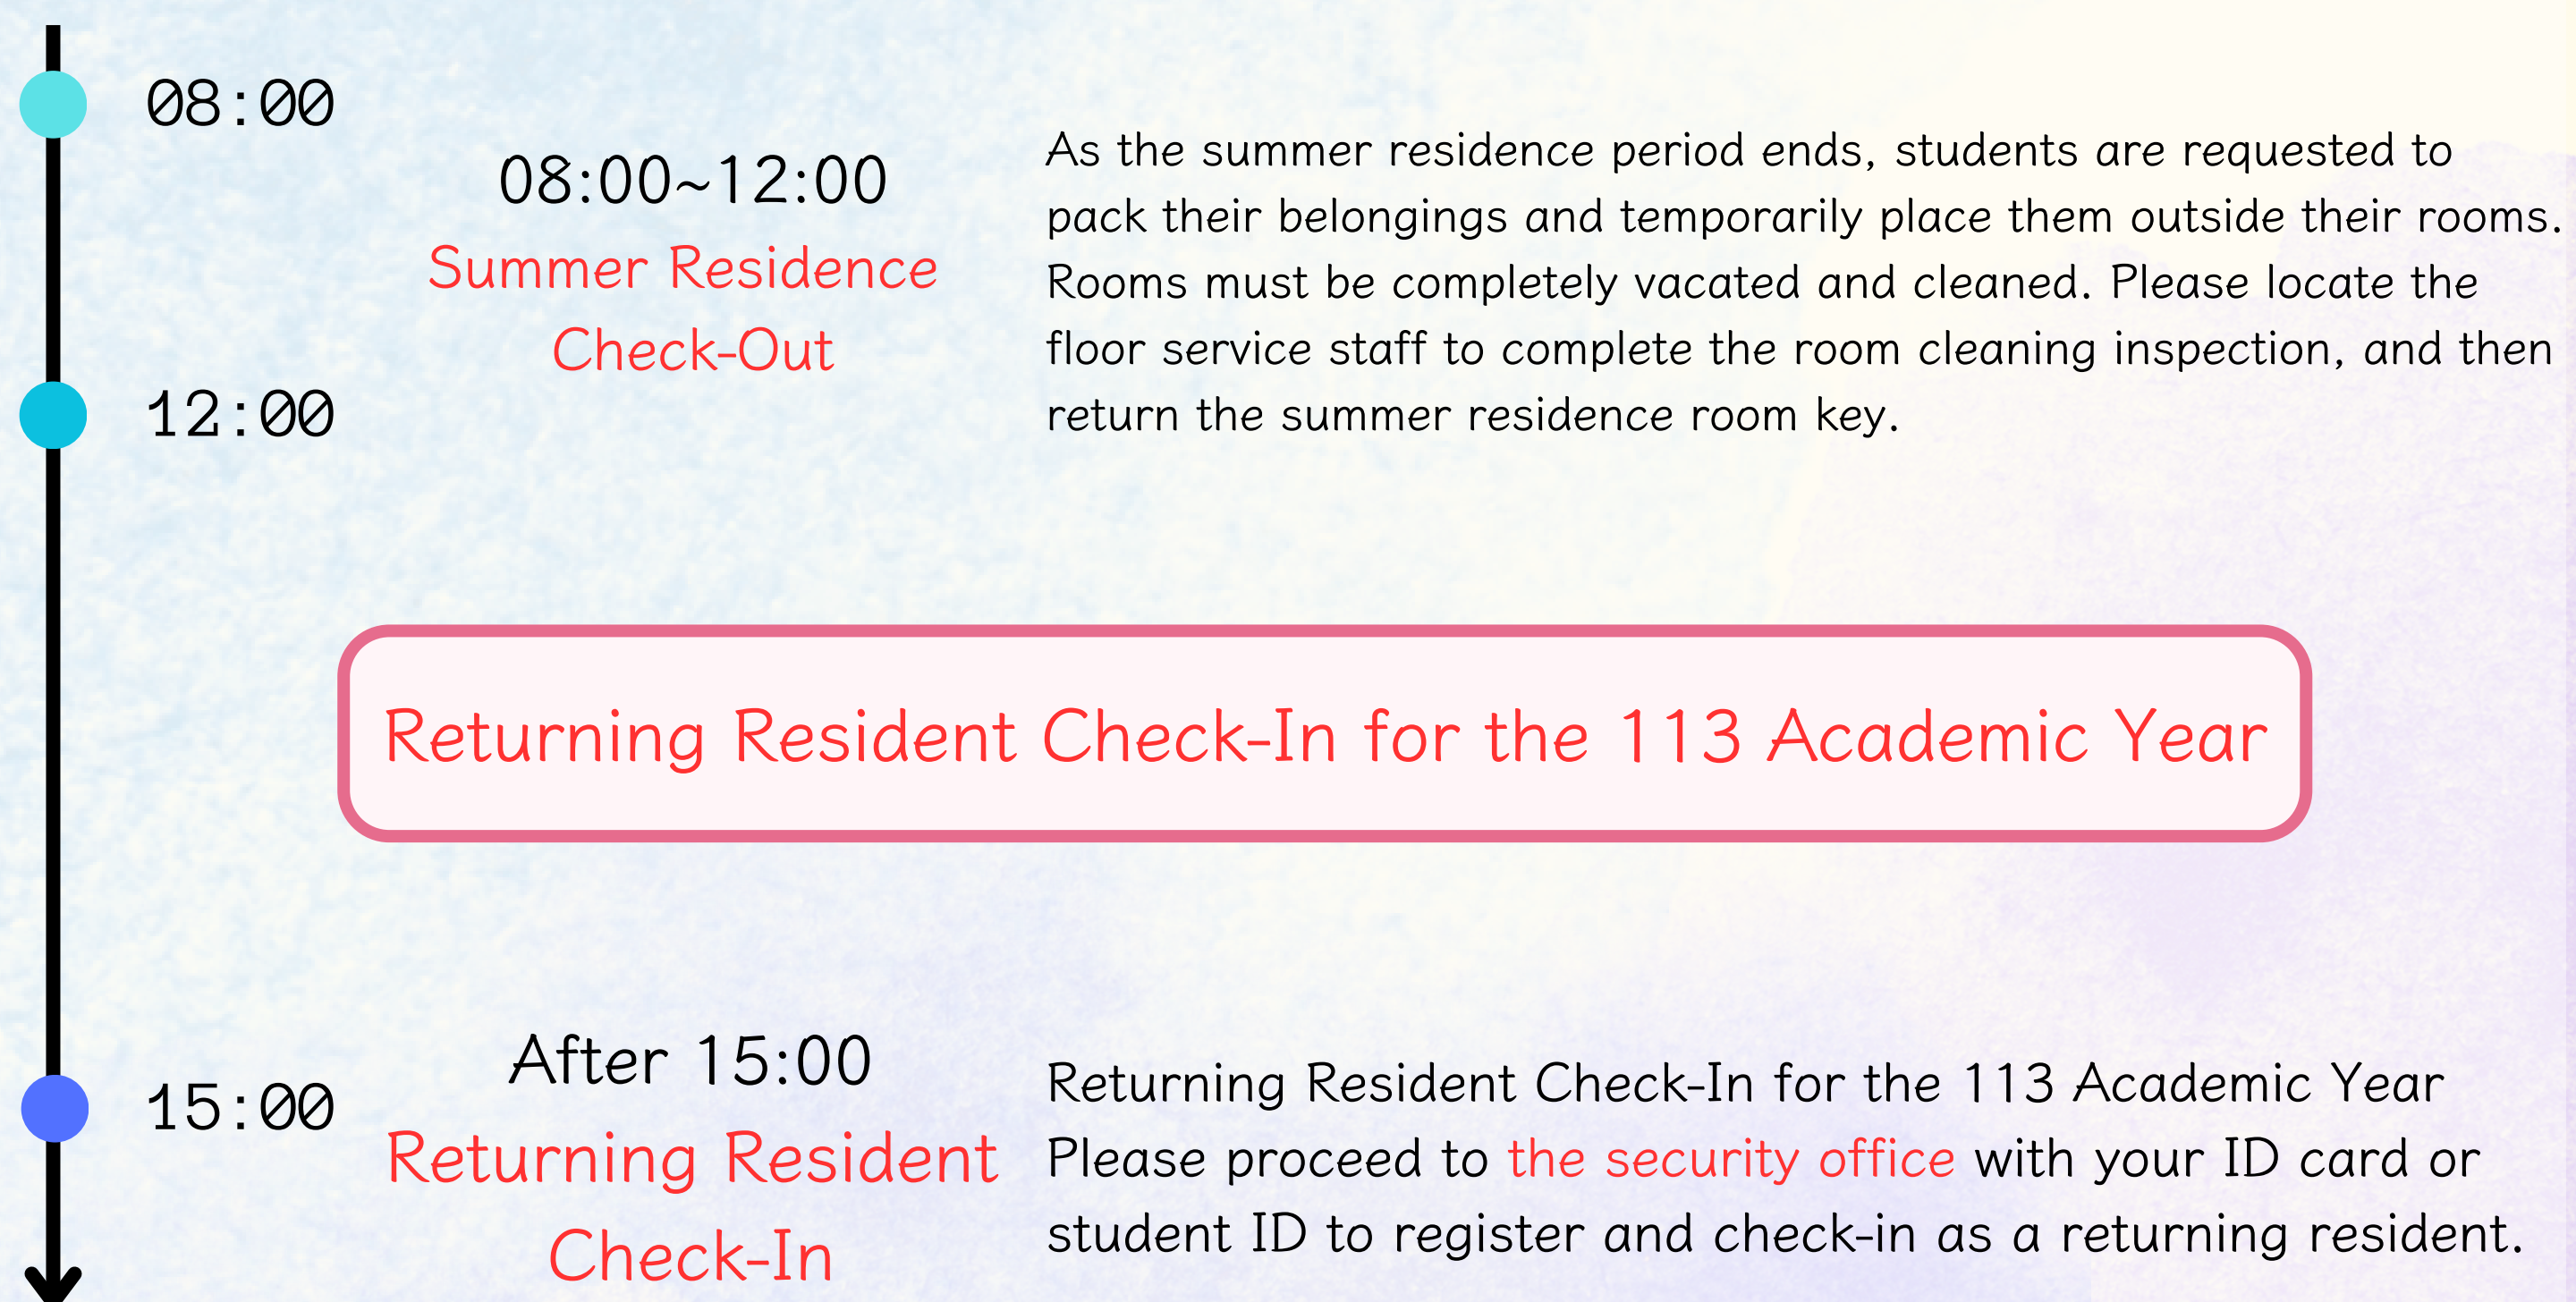 08:00
08:00~12:00
Summer Residence
Check-Out
12:00
As the summer residence period ends, students are requested to
pack their belongings and temporarily place them outside their rooms.
Rooms must be completely vacated and cleaned. Please locate the
floor service staff to complete the room cleaning inspection, and then
return the summer residence room key.
Returning Resident Check-In for the 113 Academic Year
15:00
After 15:00
Returning Resident
Check-In
Returning Resident Check-In for the 113 Academic Year
Please proceed to the security office with your ID card or
student ID to register and check-in as a returning resident.